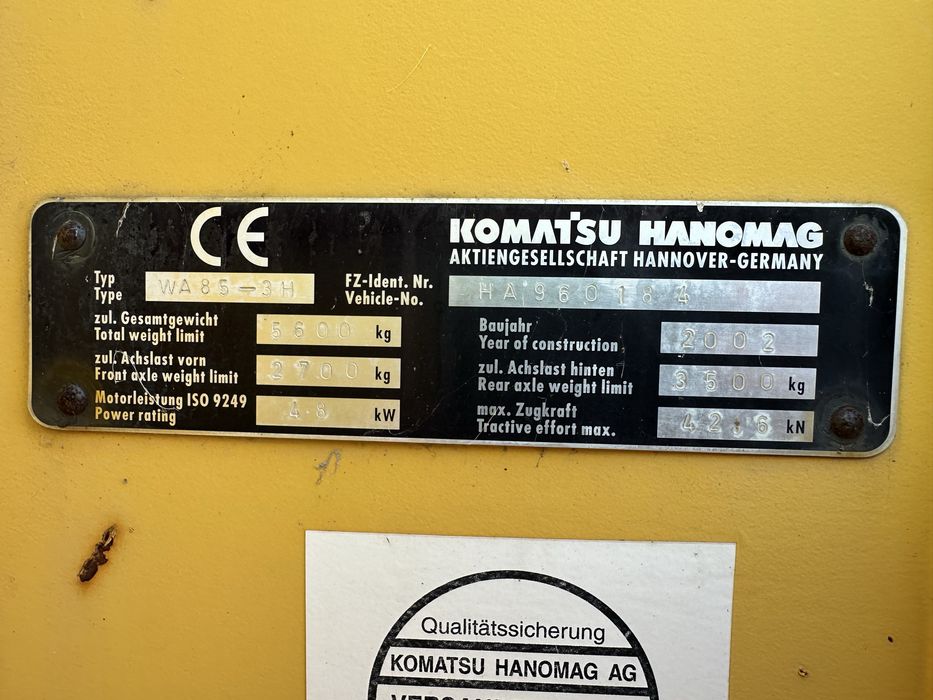 CE
KOMATSU HANOMAG
AKTIENGESELLSCHAFT HANNOVER-GERMANY
Typ
Type
WA85-3H
FZ-Ident. Nr.
Vehicle-No.
HA960184
zul. Gesamtgewicht
Total weight limit
5600 kg
Baujahr
Year of construction
2002
zul. Achslast vorn
Front axle weight limit
2700 kg
zul. Achslast hinten
Rear axle weight limit
3500 kg
Motorleistung ISO 9249
Power rating
48 kW
max. Zugkraft
Tractive effort max.
42.6 kN
Qualitätssicherung
KOMATSU HANOMAG AG